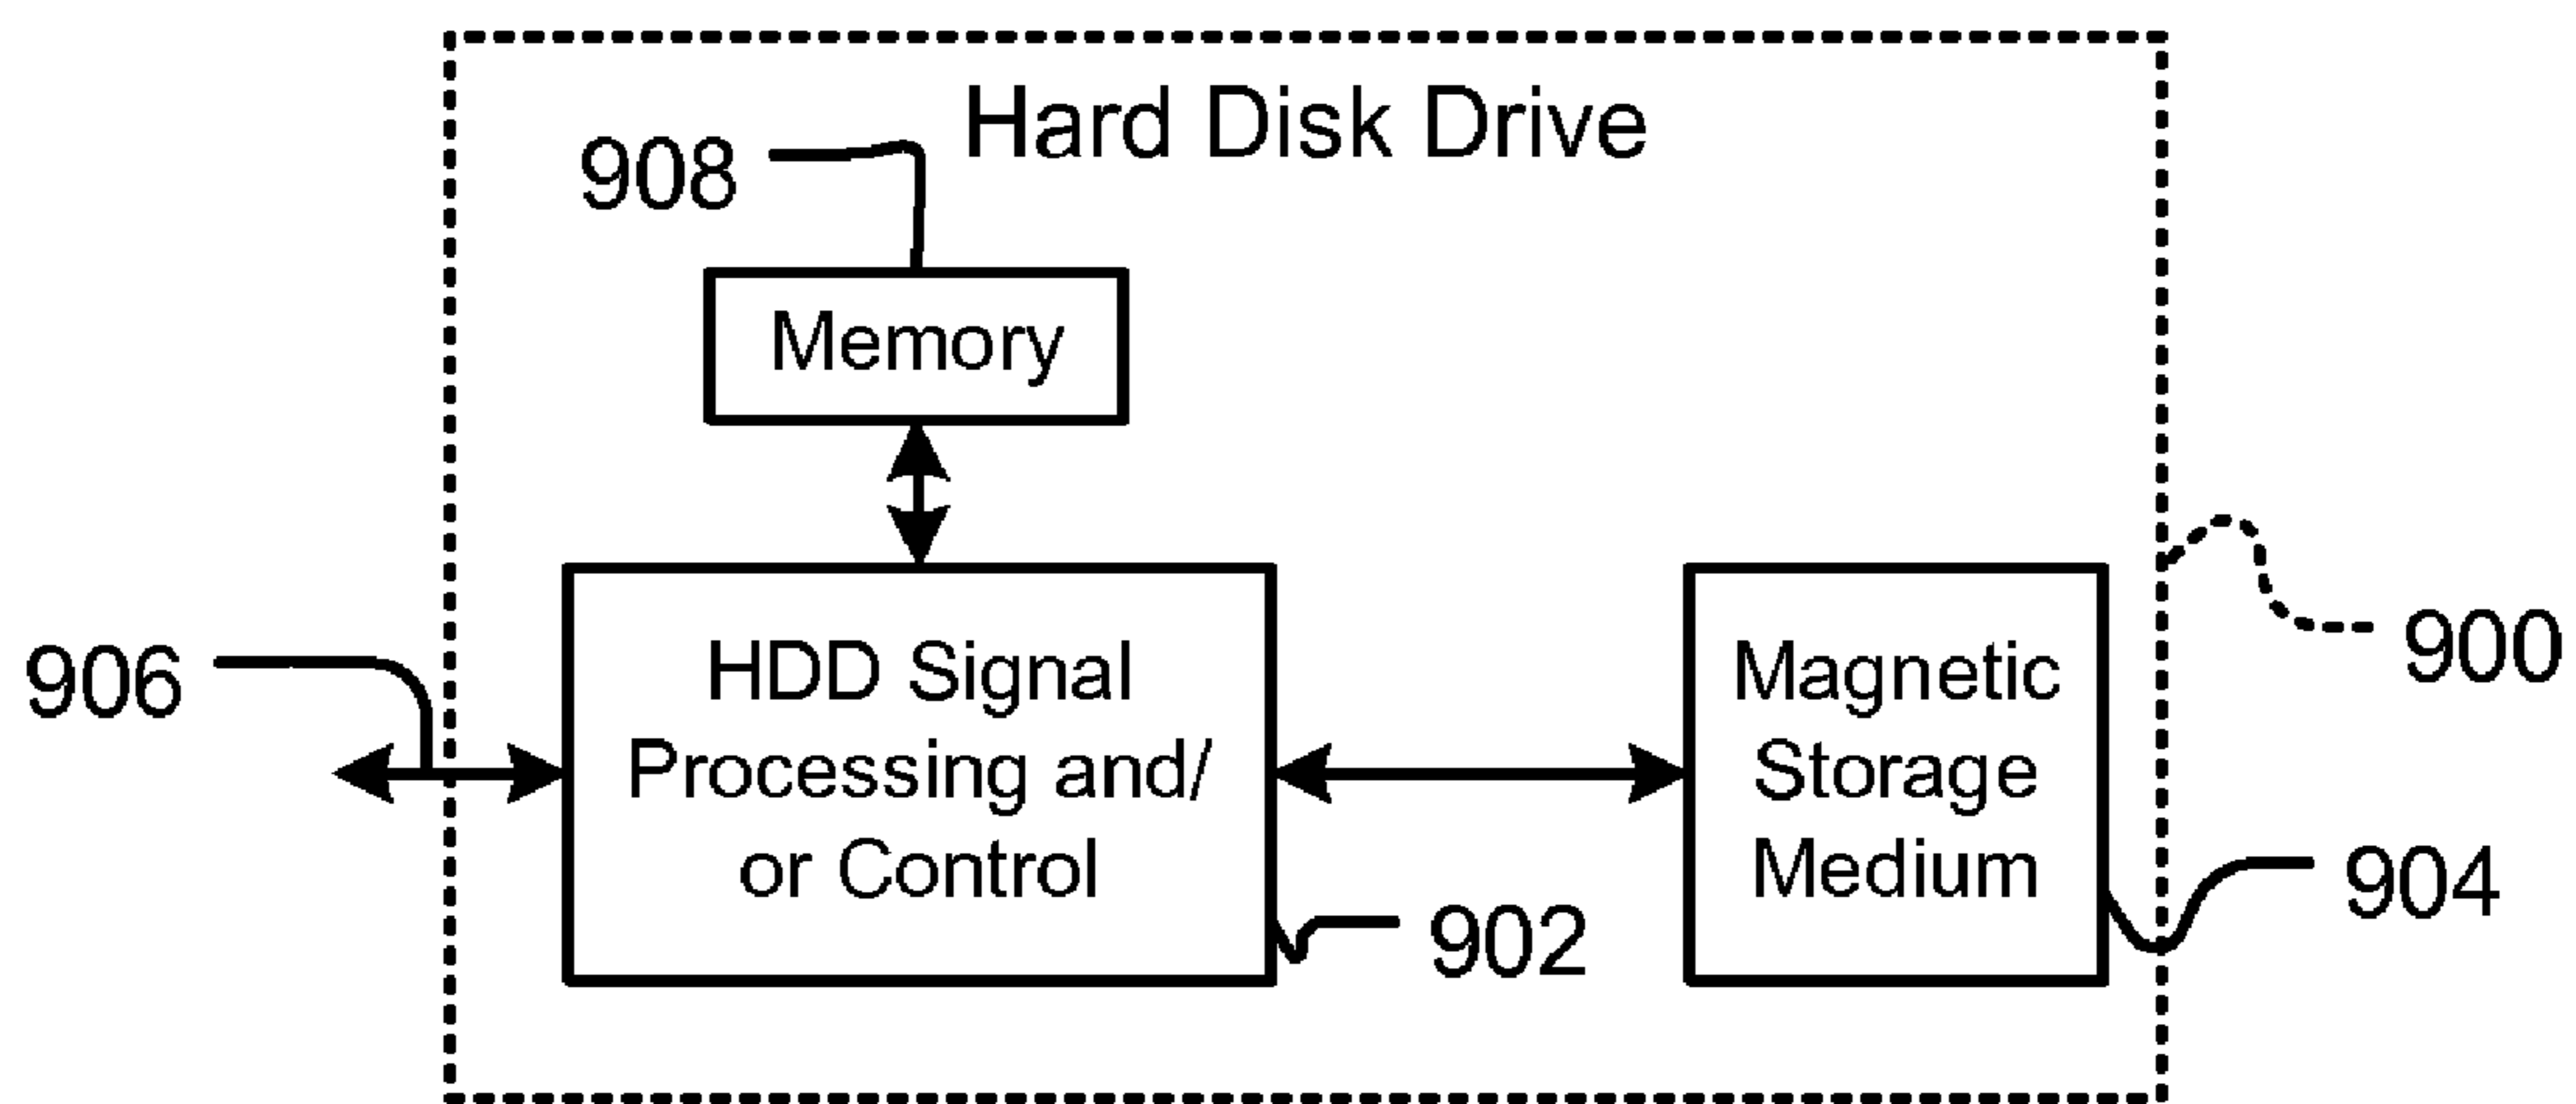 Hard Disk Drive
908
Memory
HDD Signal
Processing and/
or Control
Magnetic
Storage
Medium
906
900
904
902